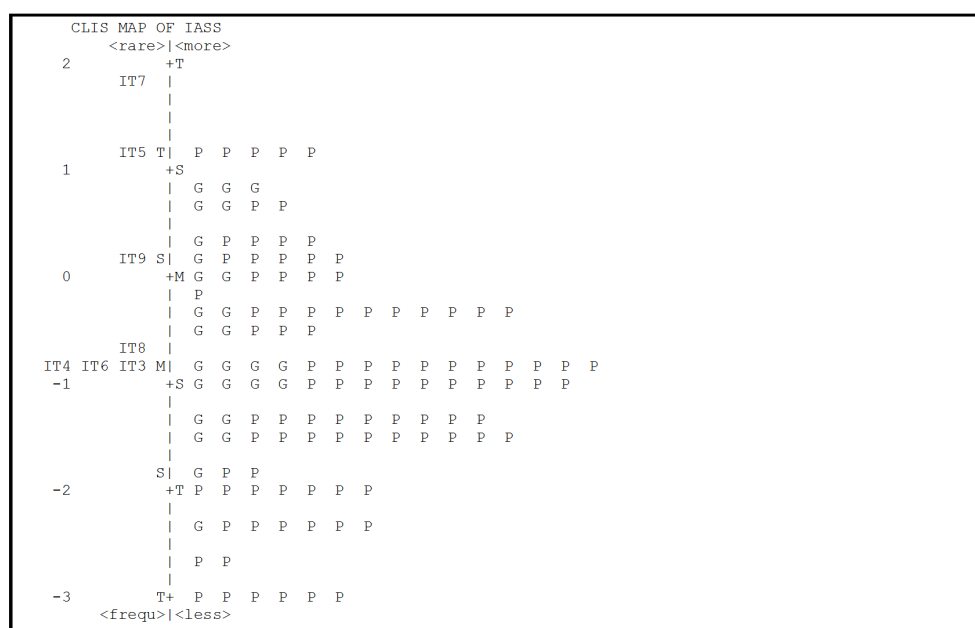 CLIS MAP OF IASS
<rare>|<more>
2 +T
IT7 |
|
|
|
IT5 T| P P P P P
1 +S
| G G G
| G G P P
|
| G P P P P
IT9 S| G P P P P P
0 +M G G P P P P
| P
| G G P P P P P P P P P P
| G G P P P
IT8 |
IT4 IT6 IT3 M| G G G G P P P P P P P P P P P
-1 +S G G G G P P P P P P P P P P
|
| G G P P P P P P P P P
| G G P P P P P P P P P P
|
S| G P P
-2 +T P P P P P P P
|
| G P P P P P P
|
| P P
|
-3 T+ P P P P P P
<frequ>|<less>